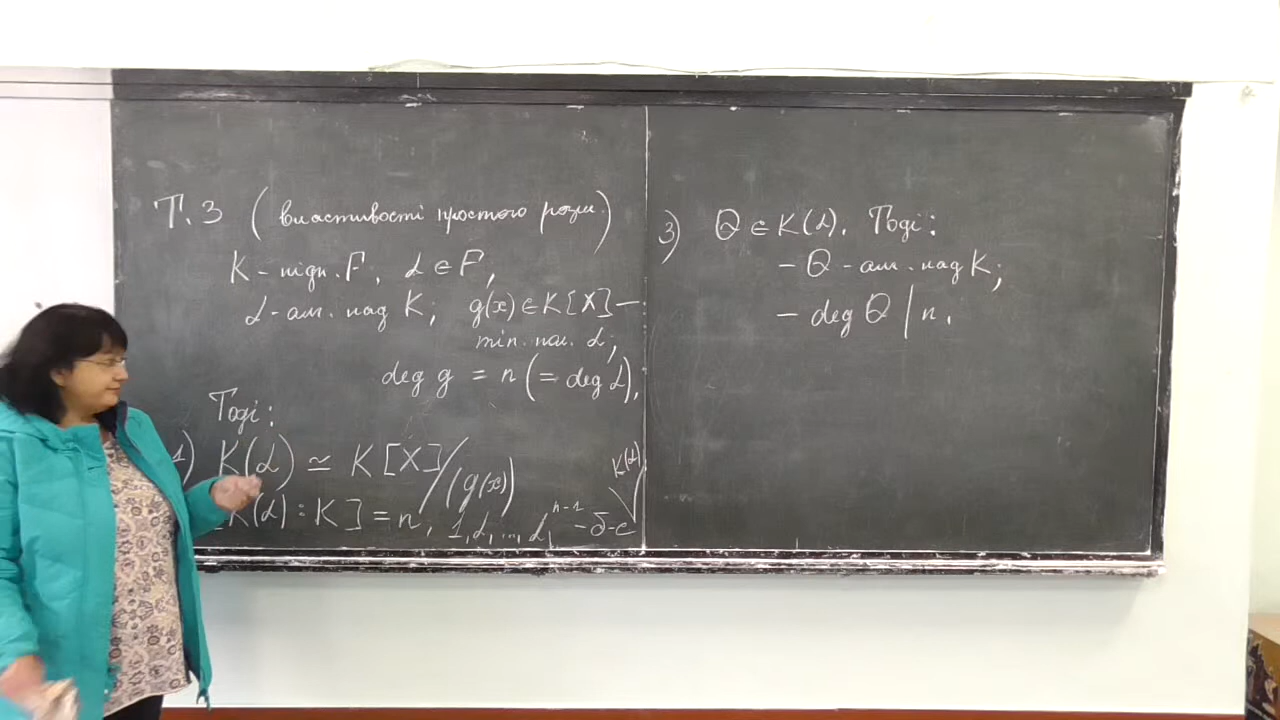 Т.3 (властивості простого розш.)
K - підп. F, α ∈ F,
α - алг. над K; g(x) ∈ K[X] —
min. пол. α;
deg g = n (= deg α),
Тоді:
1) K(α) ≃ K[X]/(g(x))
[K(α) : K] = n, 1, α, ..., α^{n-1} - б-с K(α)
3) θ ∈ K(α). Тоді:
- θ - алг. над K;
- deg θ | n.